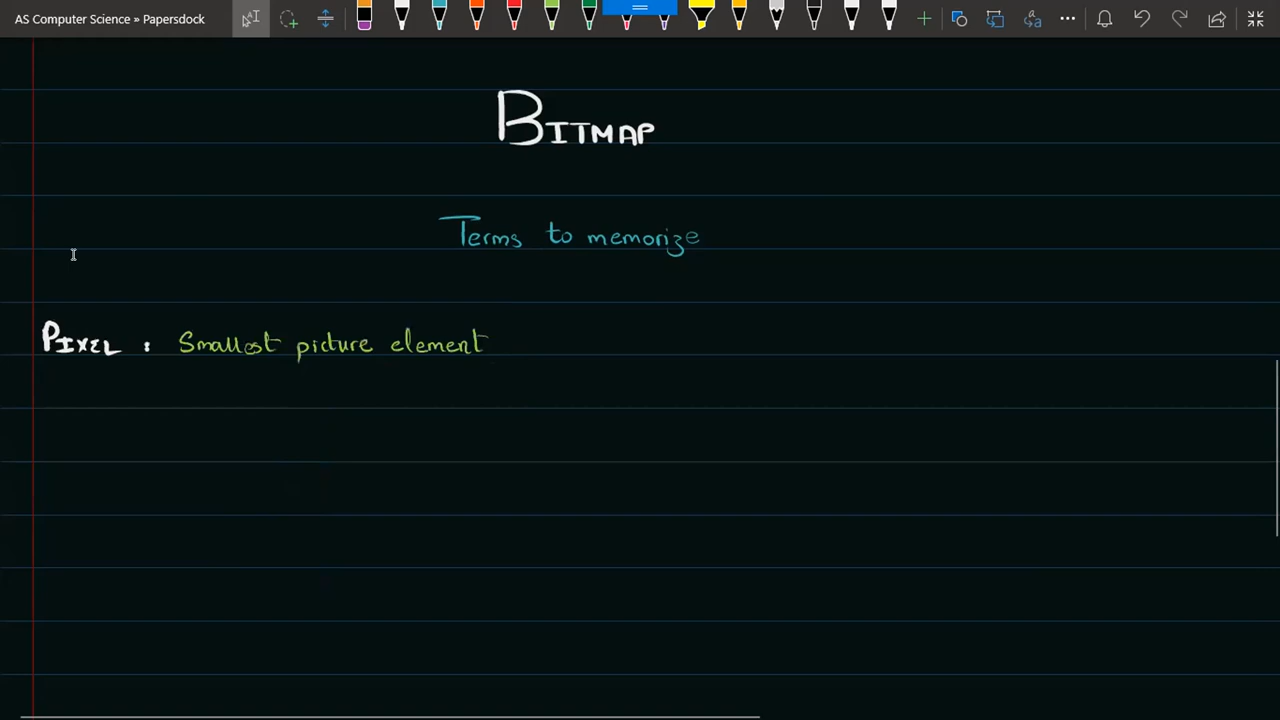 AS Computer Science » Papersdock
BITMAP
Terms to memorize
PIXEL : Smallest picture element